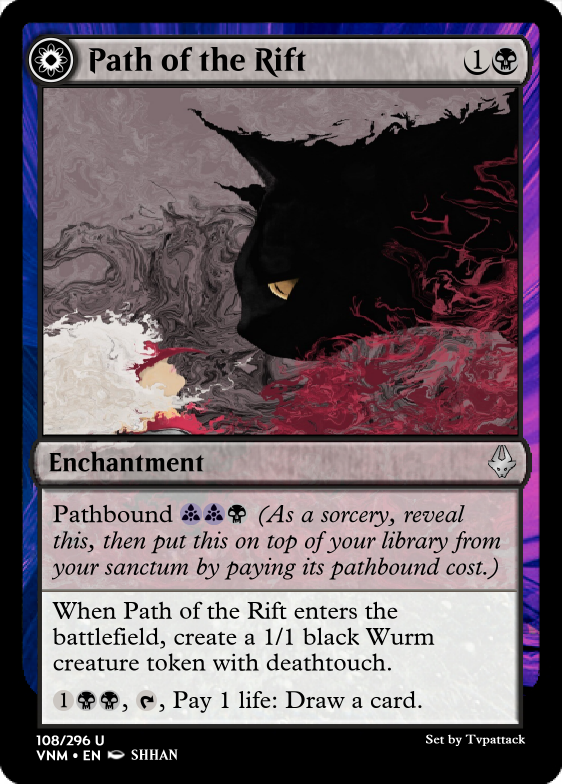 Path of the Rift 1
Enchantment
Pathbound (As a sorcery, reveal
this, then put this on top of your library from
your sanctum by paying its pathbound cost.)
When Path of the Rift enters the
battlefield, create a 1/1 black Wurm
creature token with deathtouch.
1, , Pay 1 life: Draw a card.
108/296 U
VNM • EN SHHAN
Set by Tvpattack